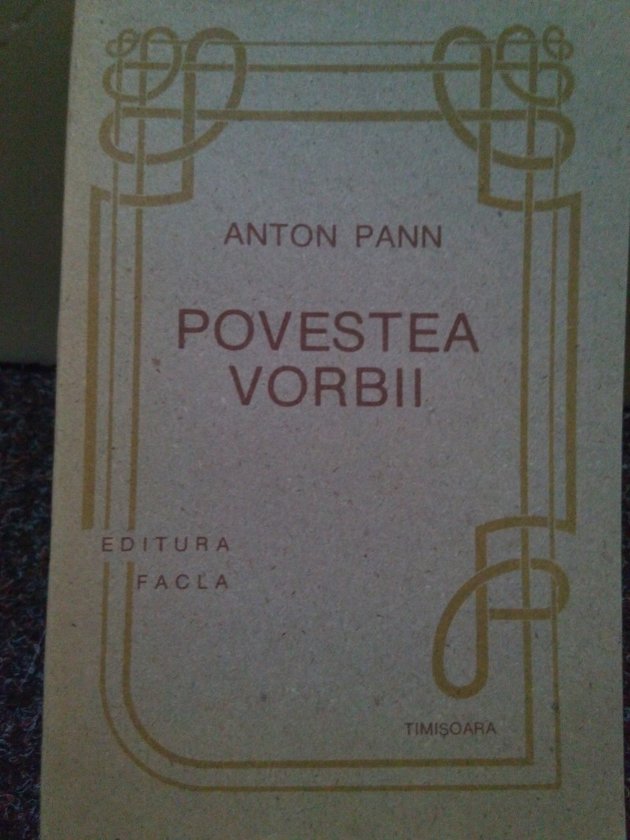 ANTON PANN
POVESTEA
VORBII
EDITURA
FACLA
TIMIȘOARA